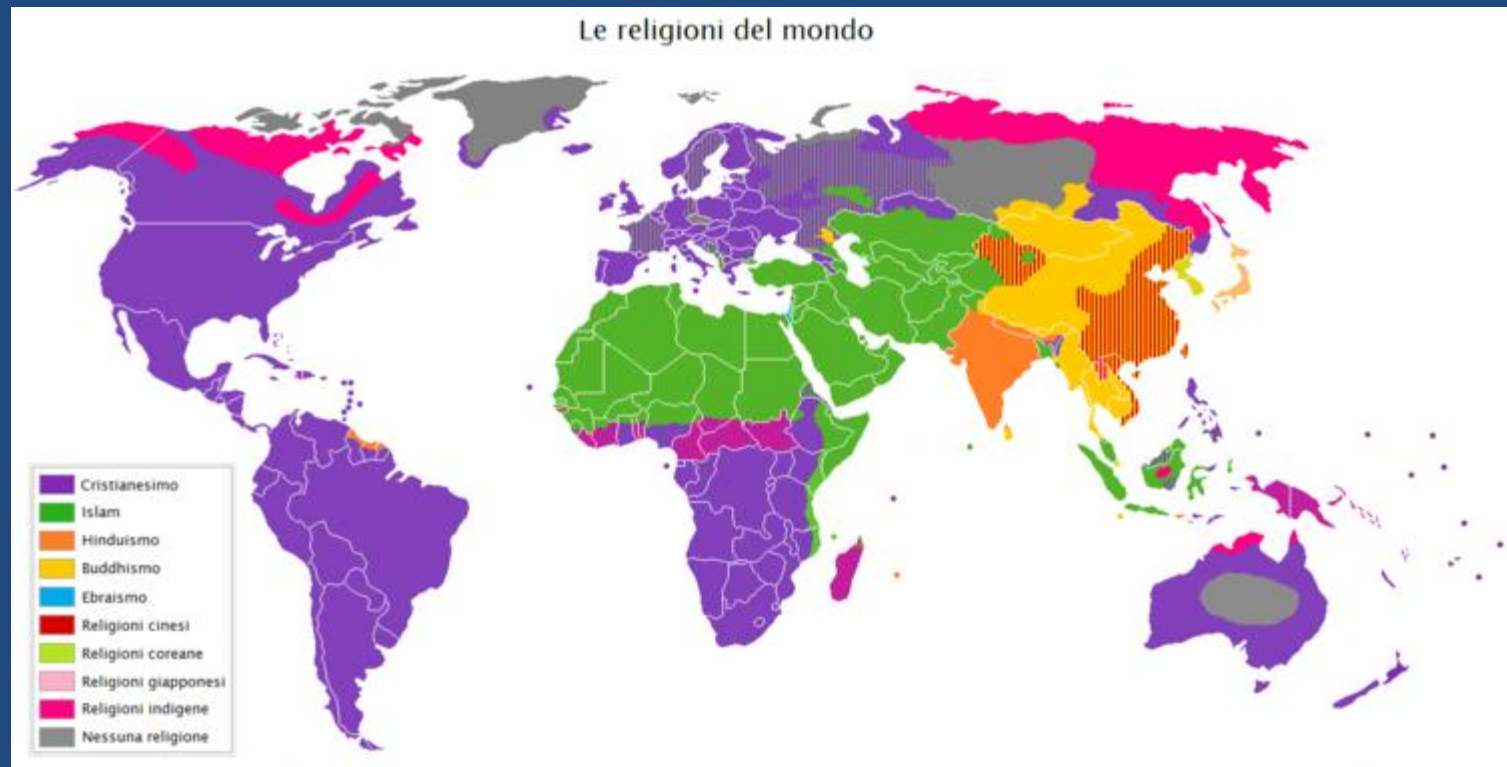 Le religioni del mondo
Cristianesimo
Islam
Hinduismo
Buddhismo
Ebraismo
Religioni cinesi
Religioni coreane
Religioni giapponesi
Religioni indigene
Nessuna religione